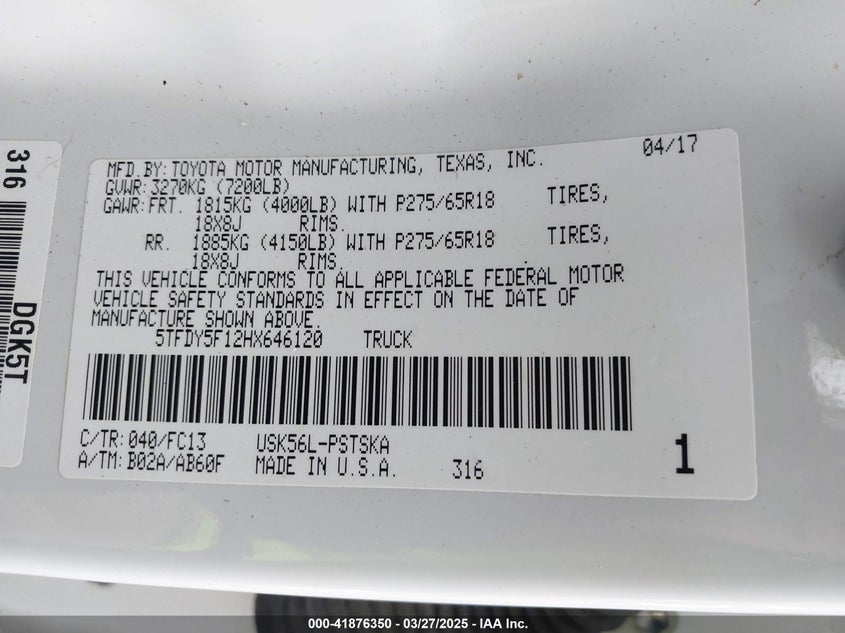 316
DGK5T
MFD.BY:TOYOTA MOTOR MANUFACTURING, TEXAS, INC. 04/17
GVWR:3270KG (7200LB)
GAWR:FRT. 1815KG (4000LB) WITH P275/65R18 TIRES,
18X8J RIMS.
RR. 1885KG (4150LB) WITH P275/65R18 TIRES,
18X8J RIMS.
THIS VEHICLE CONFORMS TO ALL APPLICABLE FEDERAL MOTOR
VEHICLE SAFETY STANDARDS IN EFFECT ON THE DATE OF
MANUFACTURE SHOWN ABOVE.
5TFDY5F12HX646120 TRUCK
C/TR:040/FC13 USK56L-PSTSKA
A/TM:B02A/AB60F MADE IN U.S.A. 316 1
000-41876350 - 03/27/2025 - IAA Inc.